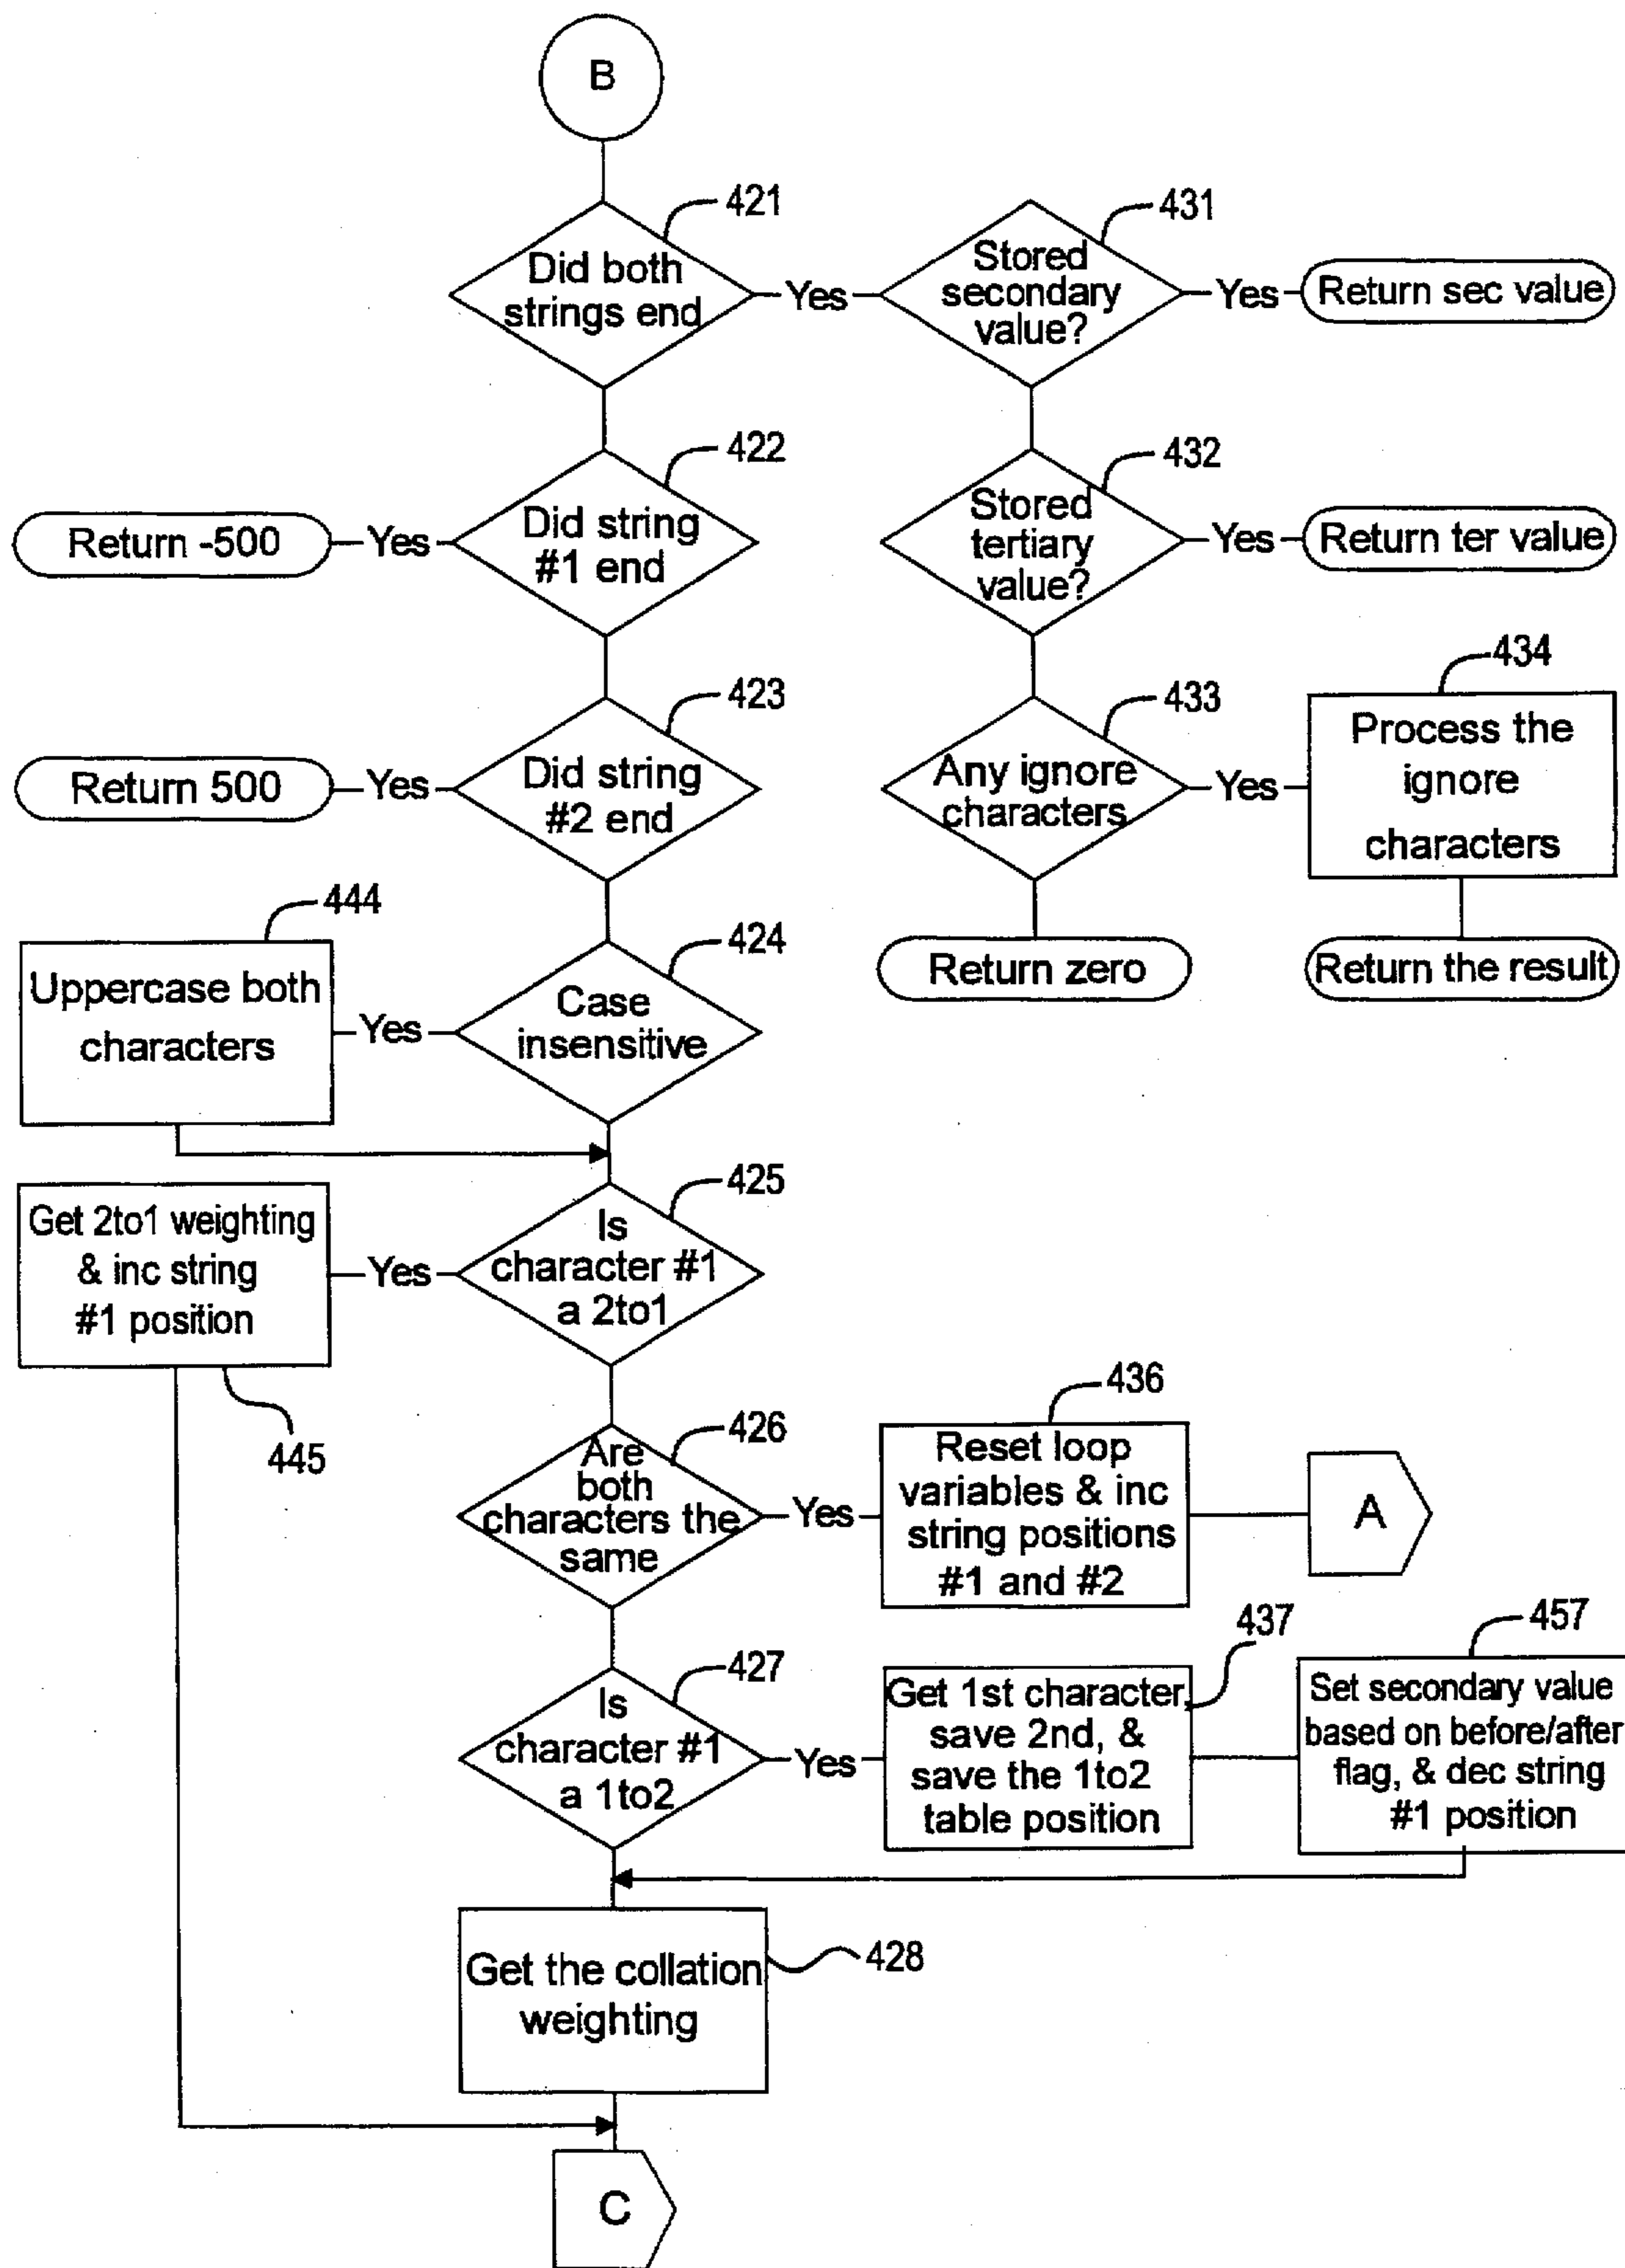 B
421
Did both
strings end
Yes
431
Stored
secondary
value?
Yes
Return sec value
422
Did string
#1 end
Yes
Return -500
432
Stored
tertiary
value?
Yes
Return ter value
423
Did string
#2 end
Yes
Return 500
433
Any ignore
characters
Yes
434
Process the
ignore
characters
Return zero
Return the result
424
Case
insensitive
Yes
444
Uppercase both
characters
425
Is
character #1
a 2to1
Yes
Get 2to1 weighting
& inc string
#1 position
445
426
Are
both
characters the
same
Yes
436
Reset loop
variables & inc
string positions
#1 and #2
A
427
Is
character #1
a 1to2
Yes
437
Get 1st character,
save 2nd, &
save the 1to2
table position
457
Set secondary value
based on before/after
flag, & dec string
#1 position
Get the collation
weighting
428
C